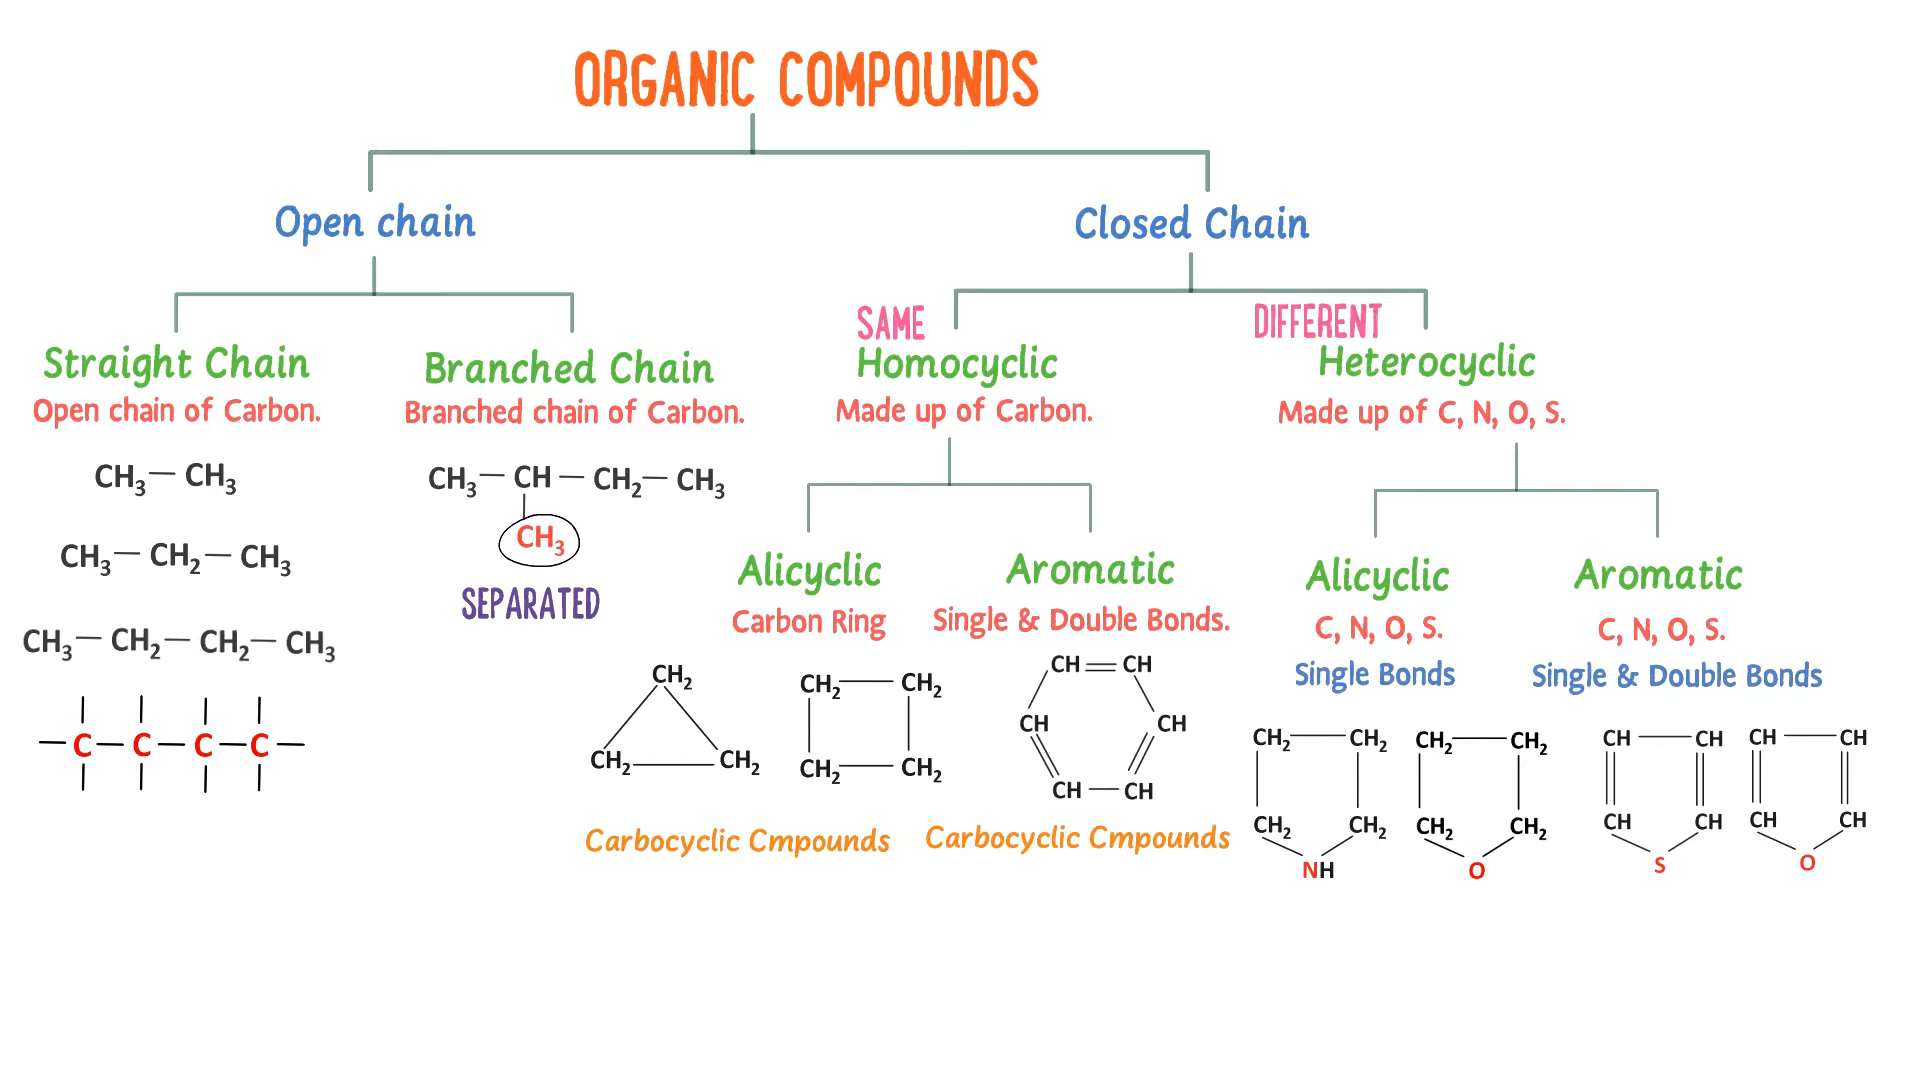 ORGANIC COMPOUNDS
Open chain
Closed Chain
Straight Chain
Open chain of Carbon.
CH₃ — CH₃
CH₃ — CH₂ — CH₃
CH₃ — CH₂ — CH₂ — CH₃
C — C — C — C
Branched Chain
Branched chain of Carbon.
CH₃ — CH — CH₂ — CH₃
CH₃
SEPARATED
SAME
Homocyclic
Made up of Carbon.
Alicyclic
Carbon Ring
CH₂
CH₂ CH₂
CH₂ CH₂
CH₂ CH₂
Carbocyclic Cmpounds
Aromatic
Single & Double Bonds.
CH CH
CH CH
CH CH
Carbocyclic Cmpounds
DIFFERENT
Heterocyclic
Made up of C, N, O, S.
Alicyclic
C, N, O, S.
Single Bonds
CH₂ CH₂
CH₂ CH₂
NH
CH₂ CH₂
CH₂ CH₂
O
Aromatic
C, N, O, S.
Single & Double Bonds
CH CH
CH CH
S
CH CH
CH CH
O